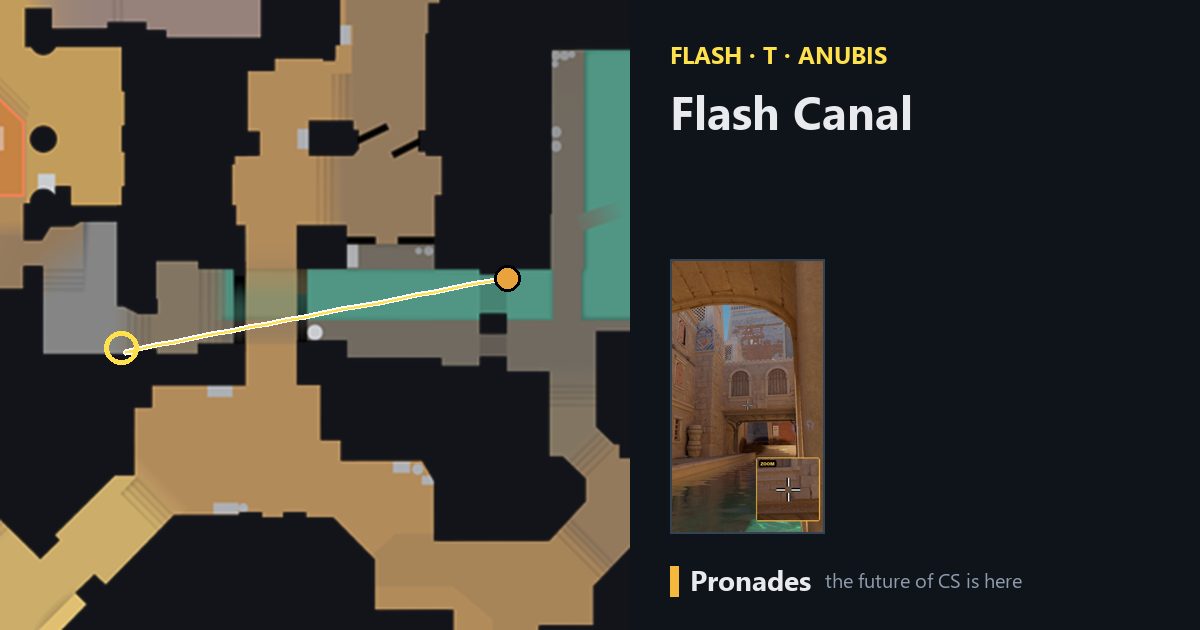 FLASH · T · ANUBIS
Flash Canal
ZOOM
Pronades the future of CS is here